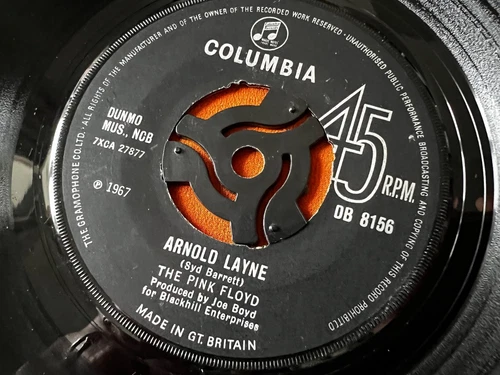 THE GRAMOPHONE CO. LTD. · ALL RIGHTS OF THE MANUFACTURER AND OF THE OWNER OF THE RECORDED WORK RESERVED · UNAUTHORISED PUBLIC PERFORMANCE BROADCASTING AND COPYING OF THIS RECORD PROHIBITED
COLUMBIA
DUNMO
MUS., NCB
7XCA 27877
℗ 1967
45
R.P.M.
DB 8156
ARNOLD LAYNE
(Syd Barrett)
THE PINK FLOYD
Produced by Joe Boyd
for Blackhill Enterprises
MADE IN GT. BRITAIN